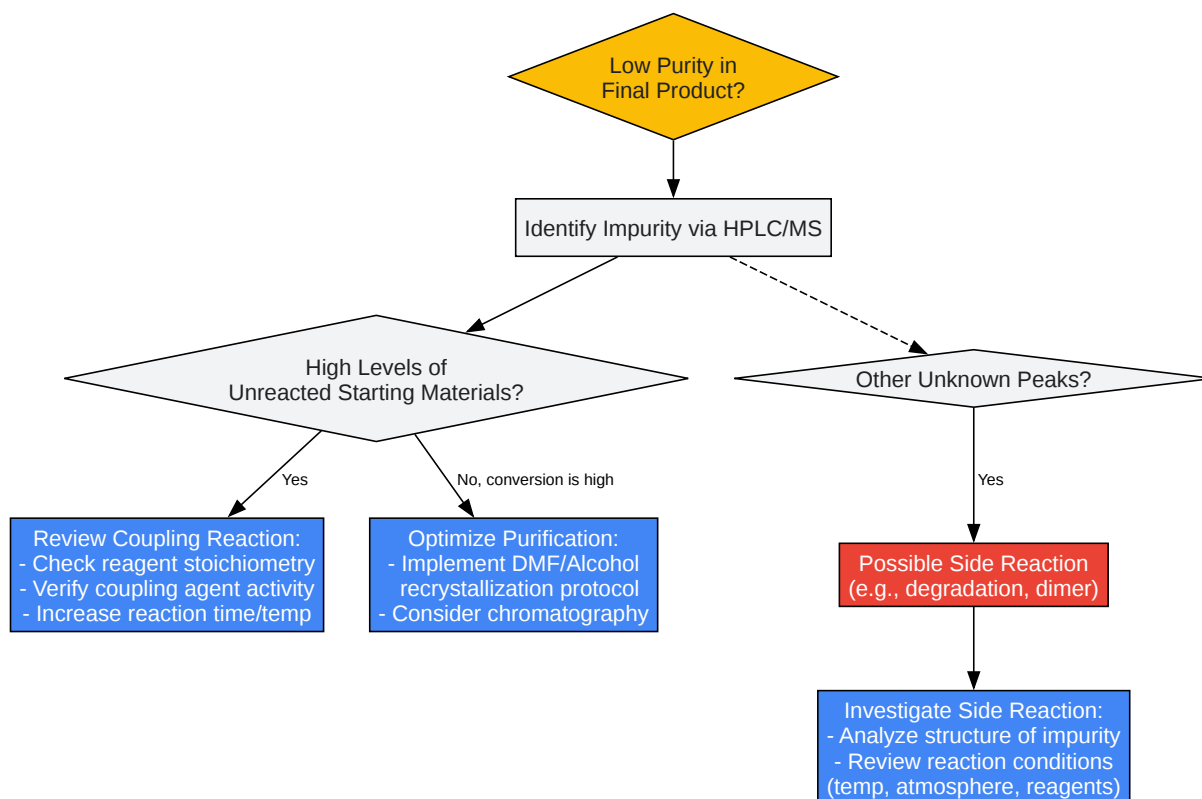 Low Purity in
Final Product?
Identify Impurity via HPLC/MS
High Levels of
Unreacted Starting Materials?
Other Unknown Peaks?
Yes
No, conversion is high
Yes
Review Coupling Reaction:
- Check reagent stoichiometry
- Verify coupling agent activity
- Increase reaction time/temp
Optimize Purification:
- Implement DMF/Alcohol
recrystallization protocol
- Consider chromatography
Possible Side Reaction
(e.g., degradation, dimer)
Investigate Side Reaction:
- Analyze structure of impurity
- Review reaction conditions
(temp, atmosphere, reagents)